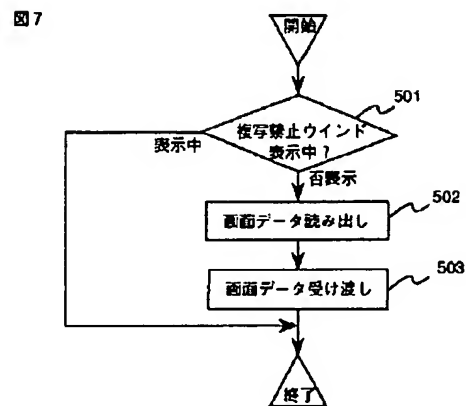 図7
開始
501
複写禁止ウインド
表示中?
表示中
否表示
502
画面データ読み出し
503
画面データ受け渡し
終了